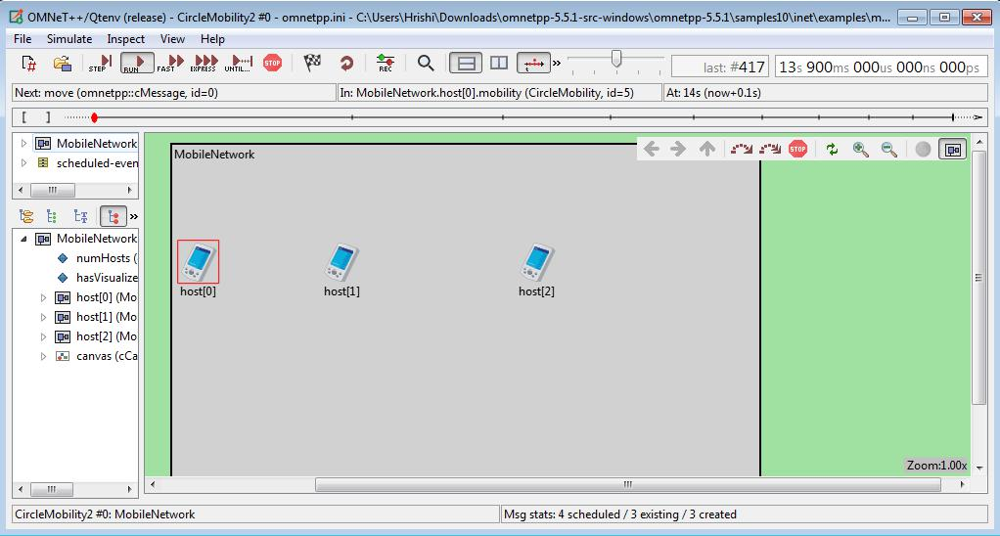 OMNeT++/Qtenv (release) - CircleMobility2 #0 - omnetpp.ini - C:\Users\Hrishi\Downloads\omnetpp-5.5.1-src-windows\omnetpp-5.5.1\samples10\inet\examples\m...
File Simulate Inspect View Help
STEP RUN FAST EXPRESS UNTIL... STOP REC » last: #417 13s 900ms 000us 000ns 000ps
Next: move (omnetpp::cMessage, id=0) In: MobileNetwork.host[0].mobility (CircleMobility, id=5) At: 14s (now+0.1s)
[ ]
MobileNetwork
scheduled-even
»
MobileNetwork
numHosts (
hasVisualize
host[0] (Mo
host[1] (Mo
host[2] (Mo
canvas (cCa
MobileNetwork
STOP
host[0] host[1] host[2]
Zoom:1.00x
CircleMobility2 #0: MobileNetwork Msg stats: 4 scheduled / 3 existing / 3 created